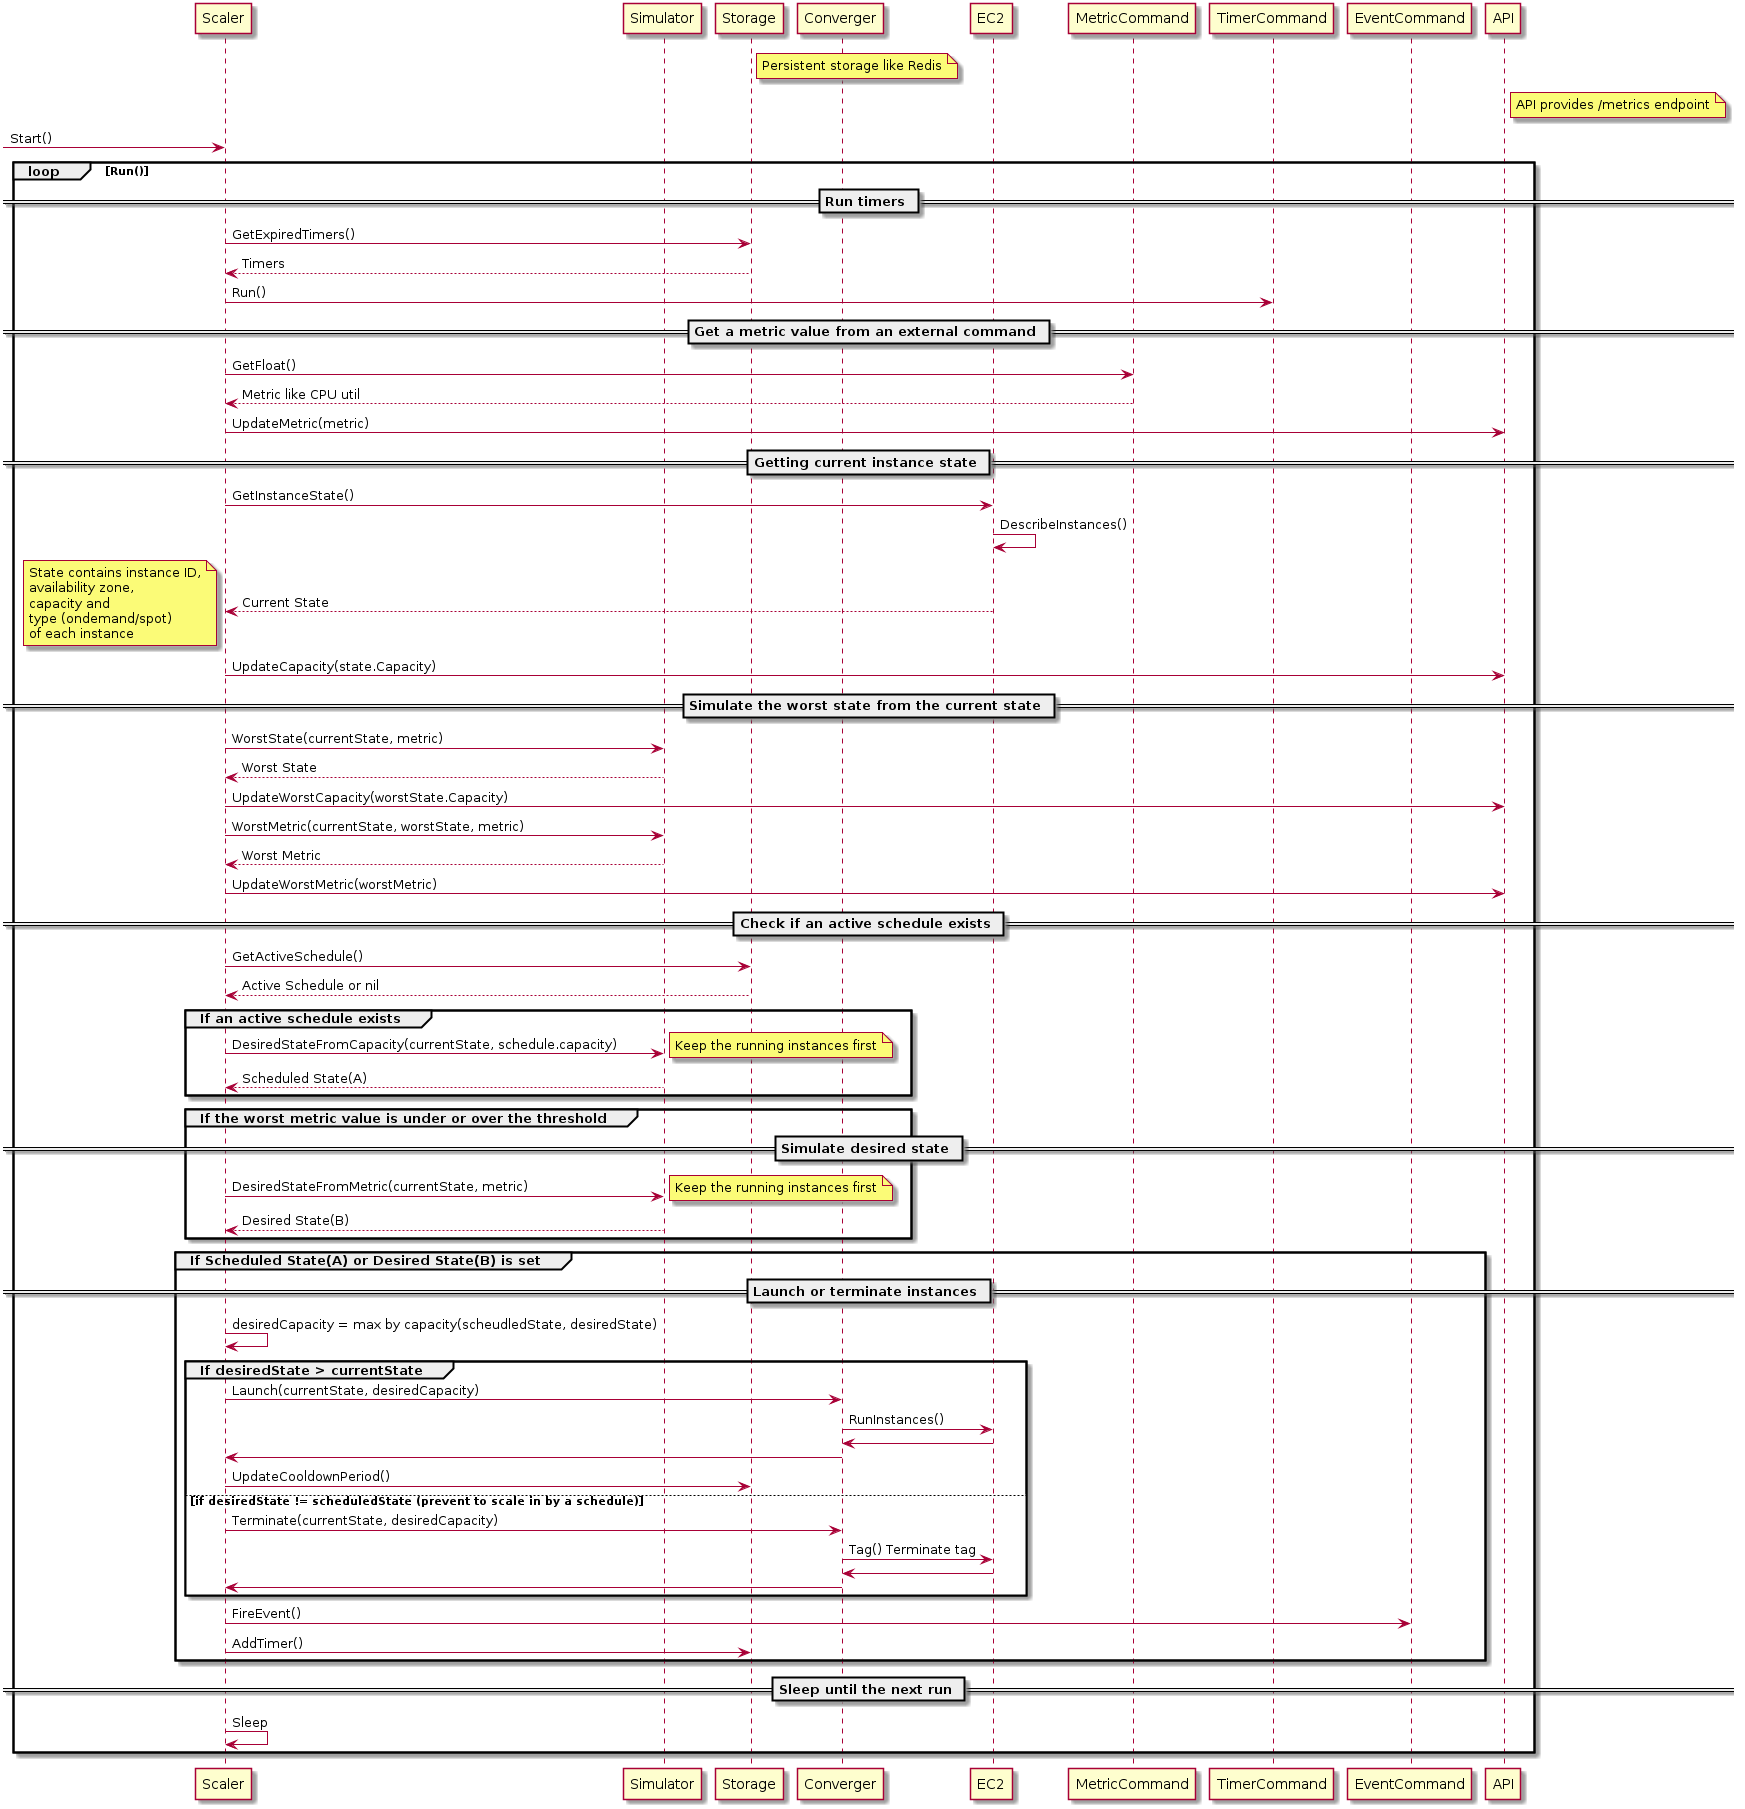 Scaler
Simulator
Storage
Converger
EC2
MetricCommand
TimerCommand
EventCommand
API
Persistent storage like Redis
API provides /metrics endpoint
Start()
loop [Run()]
Run timers
GetExpiredTimers()
Timers
Run()
Get a metric value from an external command
GetFloat()
Metric like CPU util
UpdateMetric(metric)
Getting current instance state
GetInstanceState()
DescribeInstances()
State contains instance ID,
availability zone,
capacity and
type (ondemand/spot)
of each instance
Current State
UpdateCapacity(state.Capacity)
Simulate the worst state from the current state
WorstState(currentState, metric)
Worst State
UpdateWorstCapacity(worstState.Capacity)
WorstMetric(currentState, worstState, metric)
Worst Metric
UpdateWorstMetric(worstMetric)
Check if an active schedule exists
GetActiveSchedule()
Active Schedule or nil
If an active schedule exists
DesiredStateFromCapacity(currentState, schedule.capacity)
Keep the running instances first
Scheduled State(A)
If the worst metric value is under or over the threshold
Simulate desired state
DesiredStateFromMetric(currentState, metric)
Keep the running instances first
Desired State(B)
If Scheduled State(A) or Desired State(B) is set
Launch or terminate instances
desiredCapacity = max by capacity(scheudledState, desiredState)
If desiredState > currentState
Launch(currentState, desiredCapacity)
RunInstances()
UpdateCooldownPeriod()
[if desiredState != scheduledState (prevent to scale in by a schedule)]
Terminate(currentState, desiredCapacity)
Tag() Terminate tag
FireEvent()
AddTimer()
Sleep until the next run
Sleep
Scaler
Simulator
Storage
Converger
EC2
MetricCommand
TimerCommand
EventCommand
API